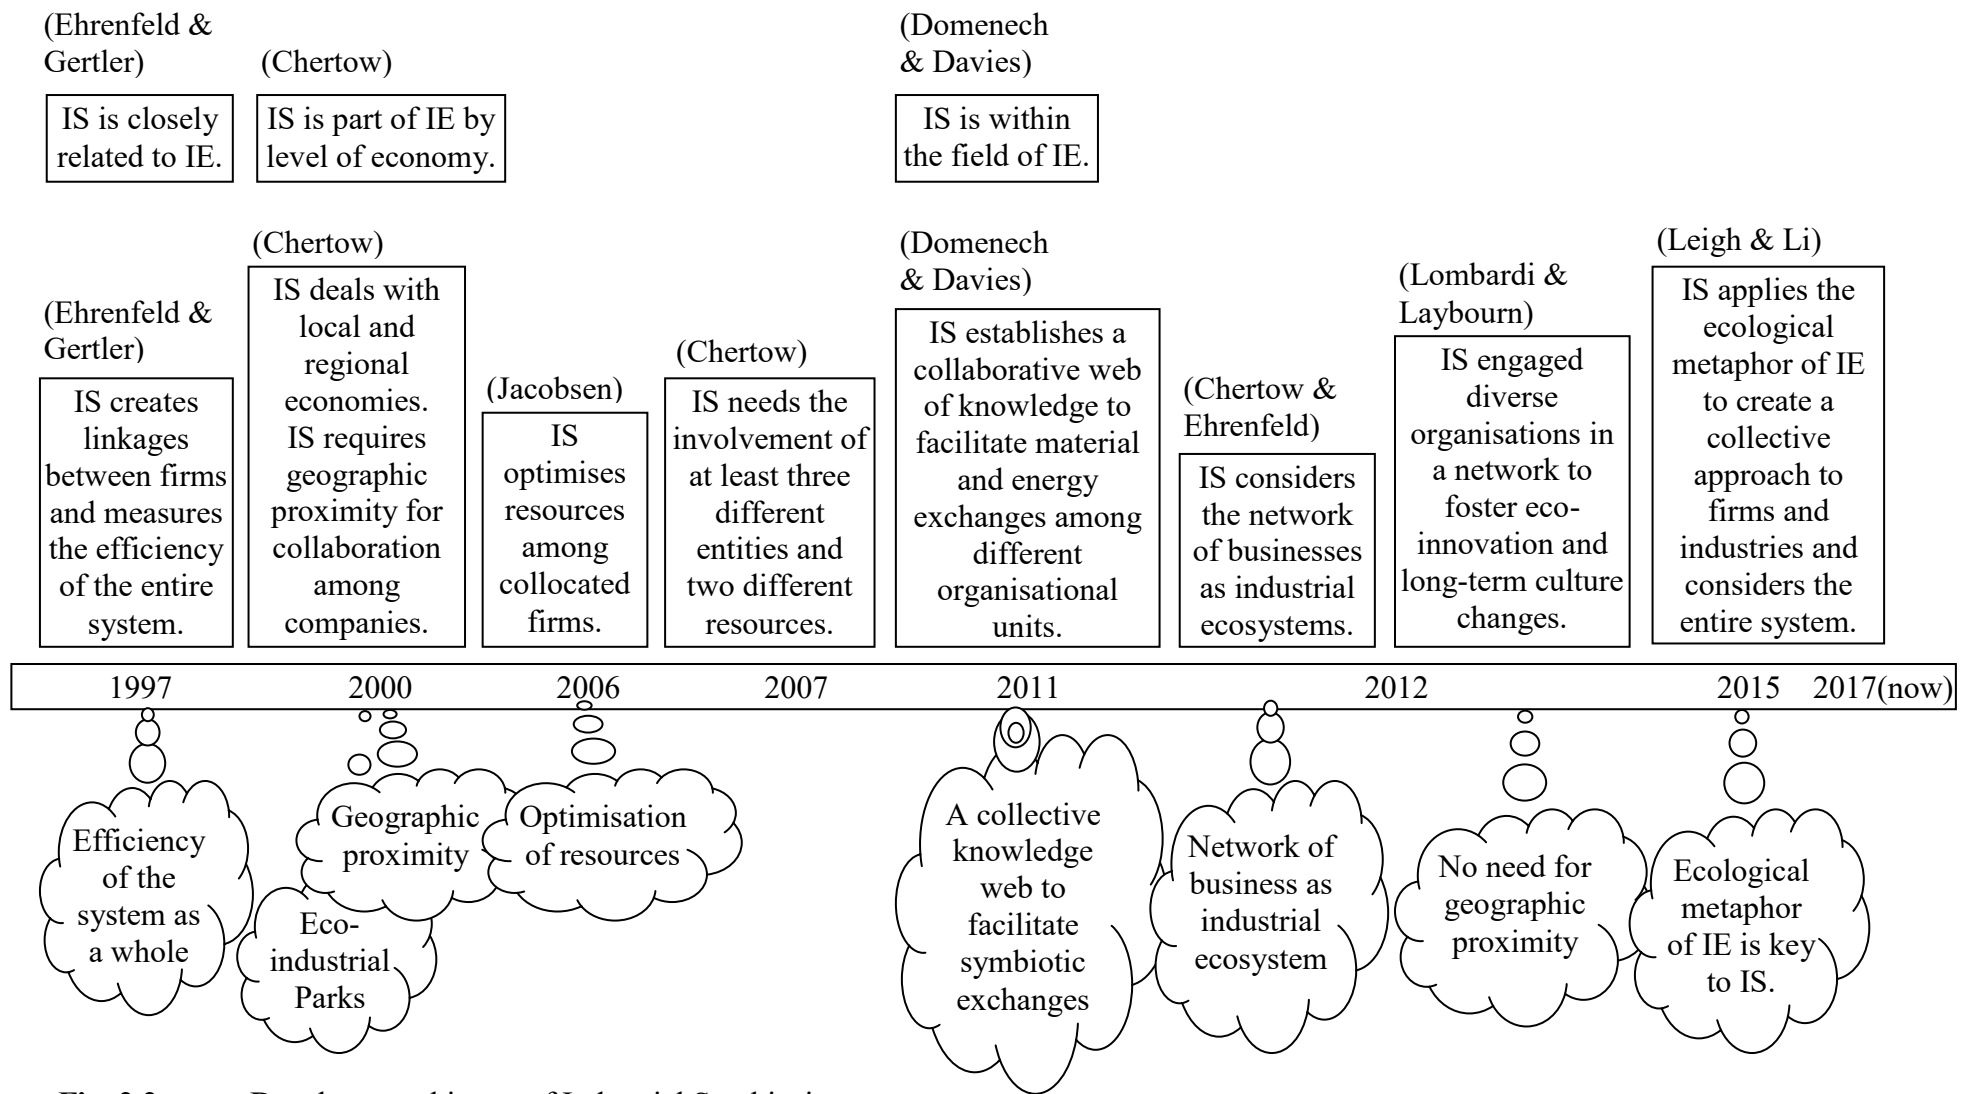 (Ehrenfeld &
Gertler)
(Chertow)
(Domenech
& Davies)
IS is closely
related to IE.
IS is part of IE by
level of economy.
IS is within
the field of IE.
(Ehrenfeld &
Gertler)
IS creates
linkages
between firms
and measures
the efficiency
of the entire
system.
(Chertow)
IS deals with
local and
regional
economies.
IS requires
geographic
proximity for
collaboration
among
companies.
(Jacobsen)
IS
optimises
resources
among
collocated
firms.
(Chertow)
IS needs the
involvement of
at least three
different
entities and
two different
resources.
(Domenech
& Davies)
IS establishes a
collaborative web
of knowledge to
facilitate material
and energy
exchanges among
different
organisational
units.
(Chertow &
Ehrenfeld)
IS considers
the network
of businesses
as industrial
ecosystems.
(Lombardi &
Laybourn)
IS engaged
diverse
organisations in
a network to
foster eco-
innovation and
long-term culture
changes.
(Leigh & Li)
IS applies the
ecological
metaphor of IE
to create a
collective
approach to
firms and
industries and
considers the
entire system.
1997 2000 2006 2007 2011 2012 2015 2017(now)
Efficiency
of the
system as
a whole
Geographic
proximity
Eco-
industrial
Parks
Optimisation
of resources
A collective
knowledge
web to
facilitate
symbiotic
exchanges
Network of
business as
industrial
ecosystem
No need for
geographic
proximity
Ecological
metaphor
of IE is key
to IS.